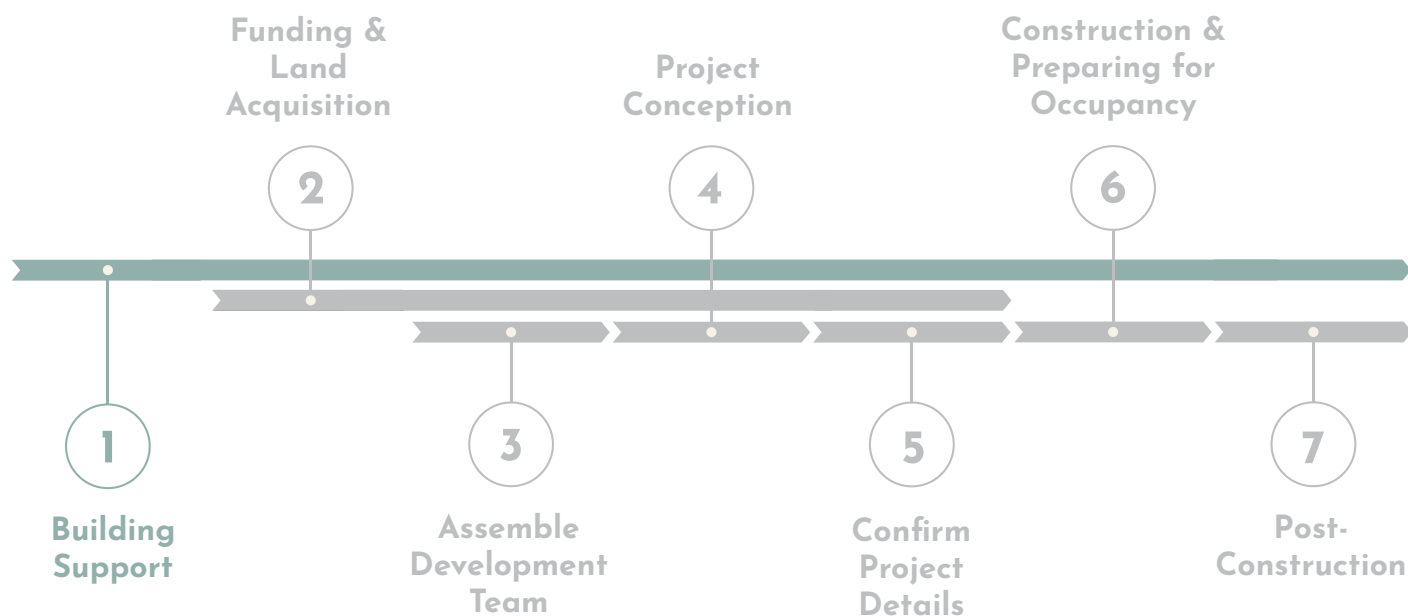 Funding &
Land
Acquisition
Project
Conception
Construction &
Preparing for
Occupancy
2
4
6
1
3
5
7
Building
Support
Assemble
Development
Team
Confirm
Project
Details
Post-
Construction